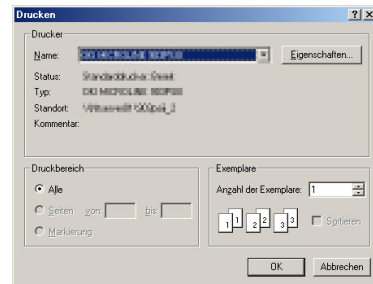 Drucken
Drucker
Name:
Eigenschaften...
Status:
Typ:
Standort:
Kommentar:
Druckbereich
Alle
Seiten von: bis:
Markierung
Exemplare
Angahl der Exemplare: 1
1 1 2 2 3 3
Sortieren
OK
Abbrechen